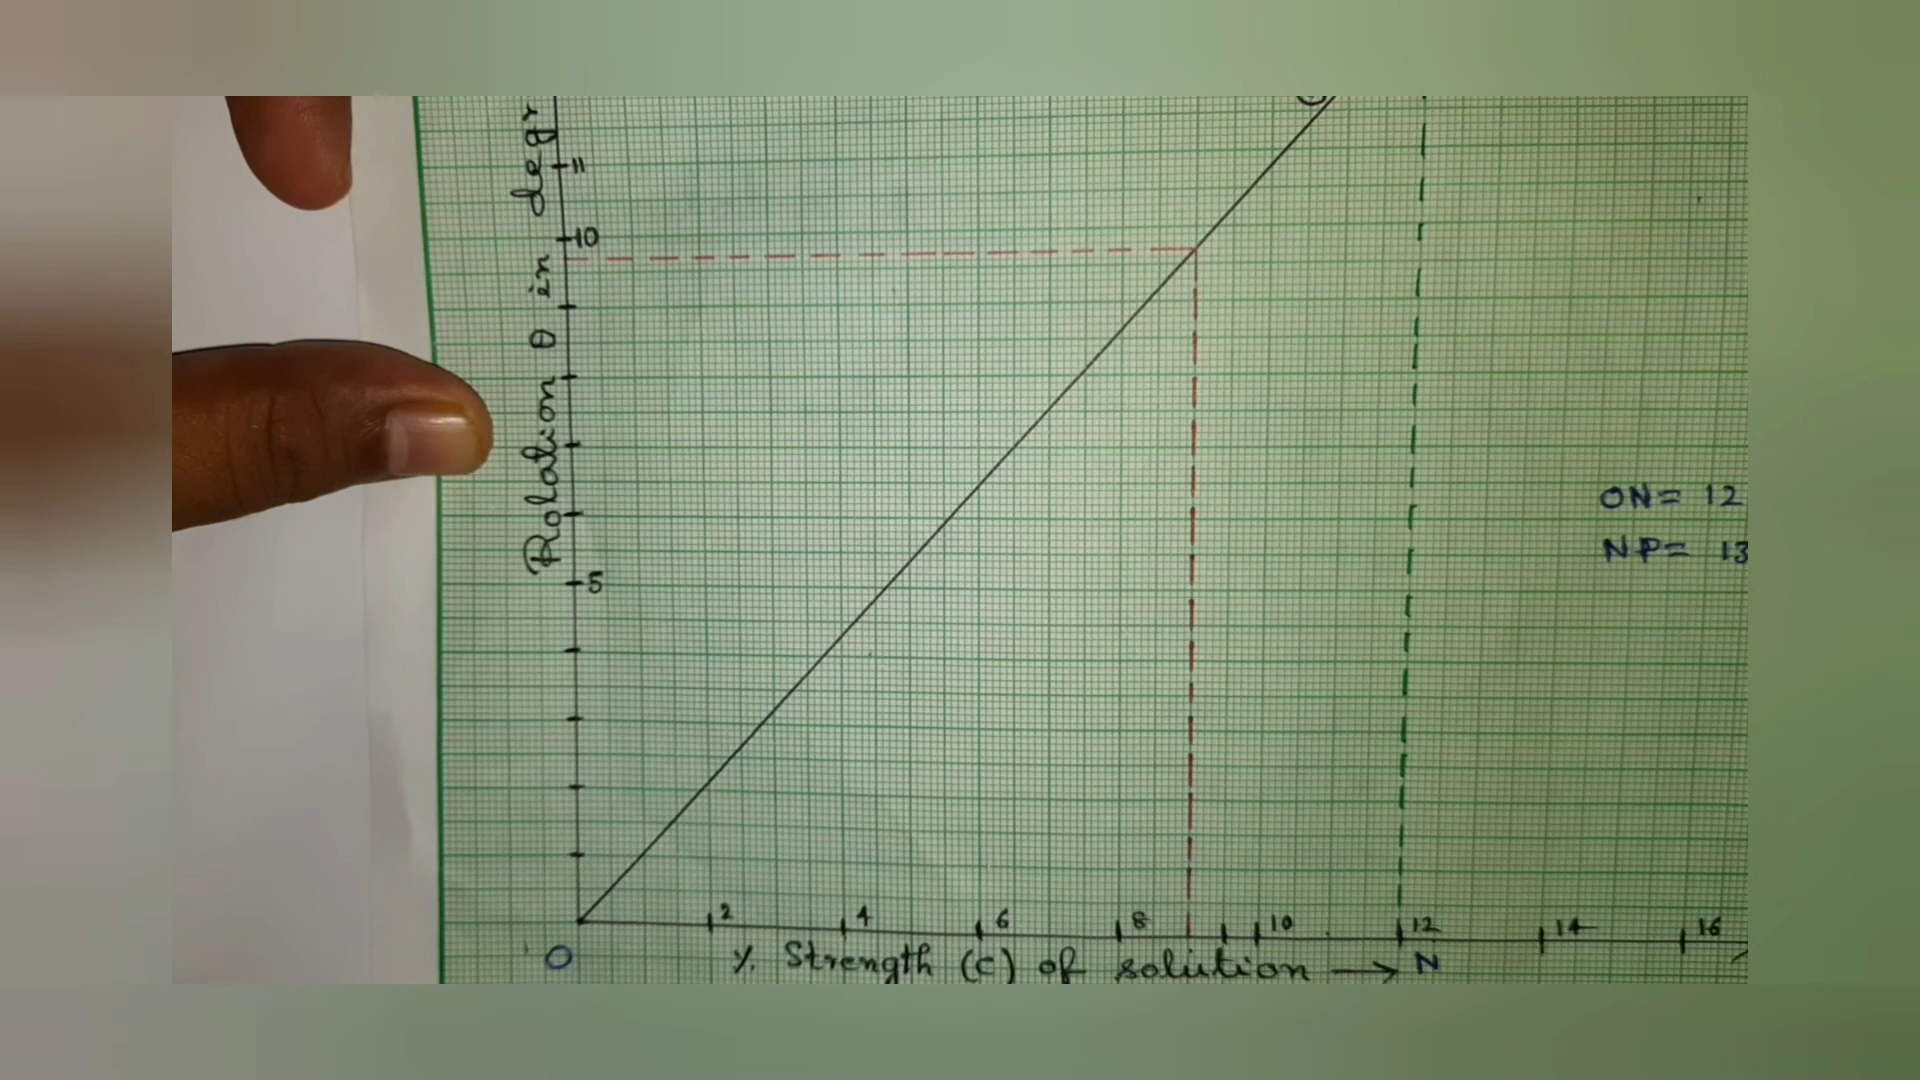 Rotation θ in degr
11
10
5
ON= 12
NP= 13
2 4 6 8 10 12 14 16
O
%. Strength (c) of solution → N